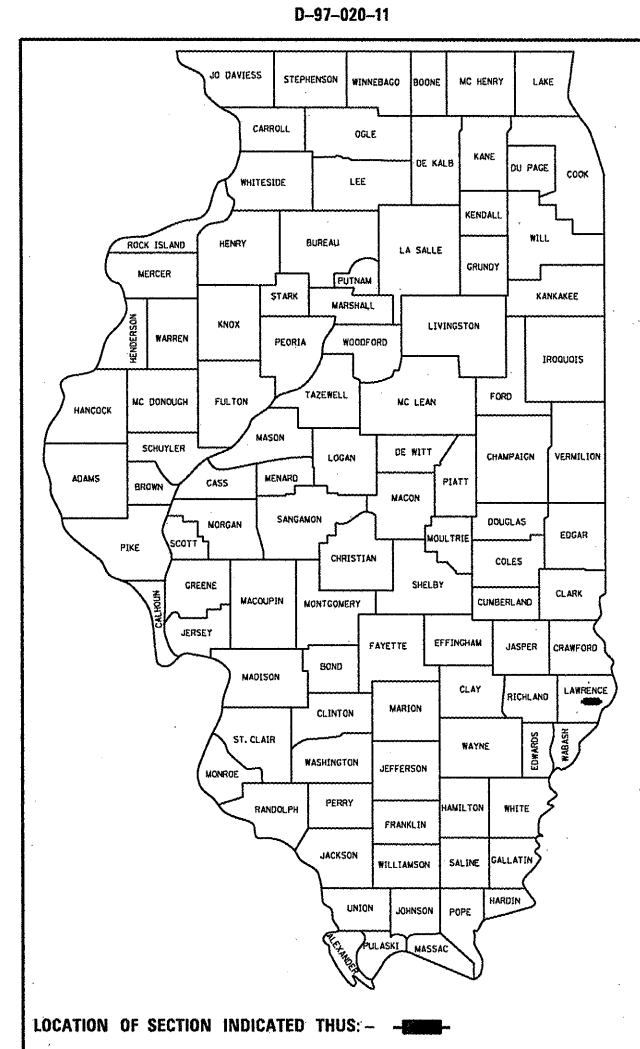 D-97-020-11
JO DAVIESS STEPHENSON WINNEBAGO BOONE MC HENRY LAKE
CARROLL OGLE
DE KALB KANE DU PAGE COOK
WHITESIDE LEE
KENDALL
ROCK ISLAND HENRY BUREAU LA SALLE WILL
MERCER PUTNAM GRUNDY
STARK MARSHALL KANKAKEE
HENDERSON WARREN KNOX PEORIA WOODFORD LIVINGSTON
IROQUOIS
HANCOCK MC DONOUGH FULTON TAZEWELL MC LEAN FORD
MASON
SCHUYLER LOGAN DE WITT CHAMPAIGN VERMILION
ADAMS BROWN CASS MENARD PIATT
MACON
PIKE SCOTT MORGAN SANGAMON MOULTRIE DOUGLAS EDGAR
CHRISTIAN COLES
CALHOUN GREENE MACOUPIN MONTGOMERY SHELBY CUMBERLAND CLARK
JERSEY FAYETTE EFFINGHAM JASPER CRAWFORD
MADISON BOND
CLAY RICHLAND LAWRENCE
CLINTON MARION
ST. CLAIR WAYNE EDWARDS WABASH
WASHINGTON JEFFERSON
MONROE
RANDOLPH PERRY HAMILTON WHITE
FRANKLIN
JACKSON WILLIAMSON SALINE GALLATIN
UNION JOHNSON POPE HARDIN
ALEXANDER PULASKI MASSAC
LOCATION OF SECTION INDICATED THUS: -